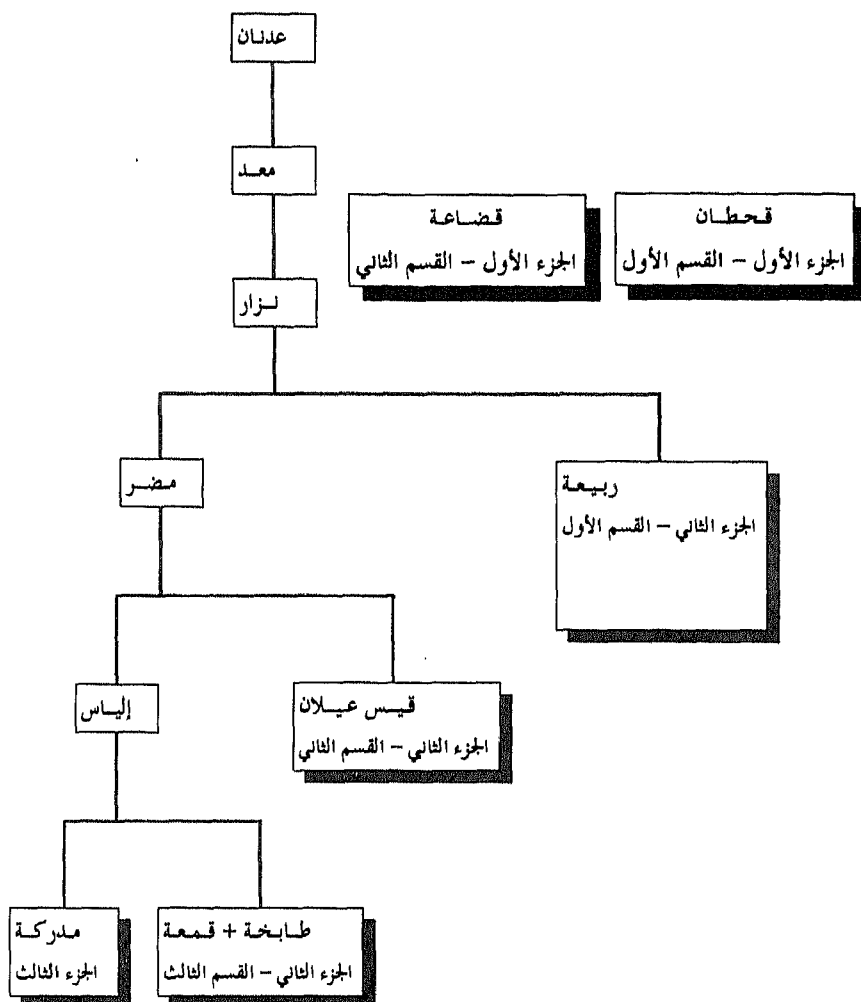 عدنان
معد
قحطان
الجزء الأول – القسم الأول
قضاعة
الجزء الأول – القسم الثاني
نزار
ربيعة
الجزء الثاني – القسم الأول
مضر
قيس عيلان
الجزء الثاني – القسم الثاني
إلياس
طابخة + قمعة
الجزء الثاني – القسم الثالث
مدركة
الجزء الثالث